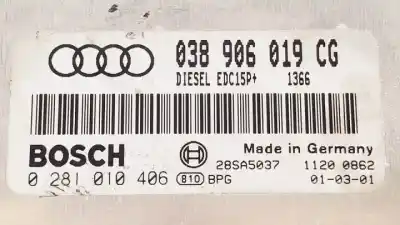 038 906 019 CG
DIESEL EDC15P+ 1366
BOSCH
Made in Germany
28SA5037 1120 0862
0 281 010 406 810 BPG 01-03-01